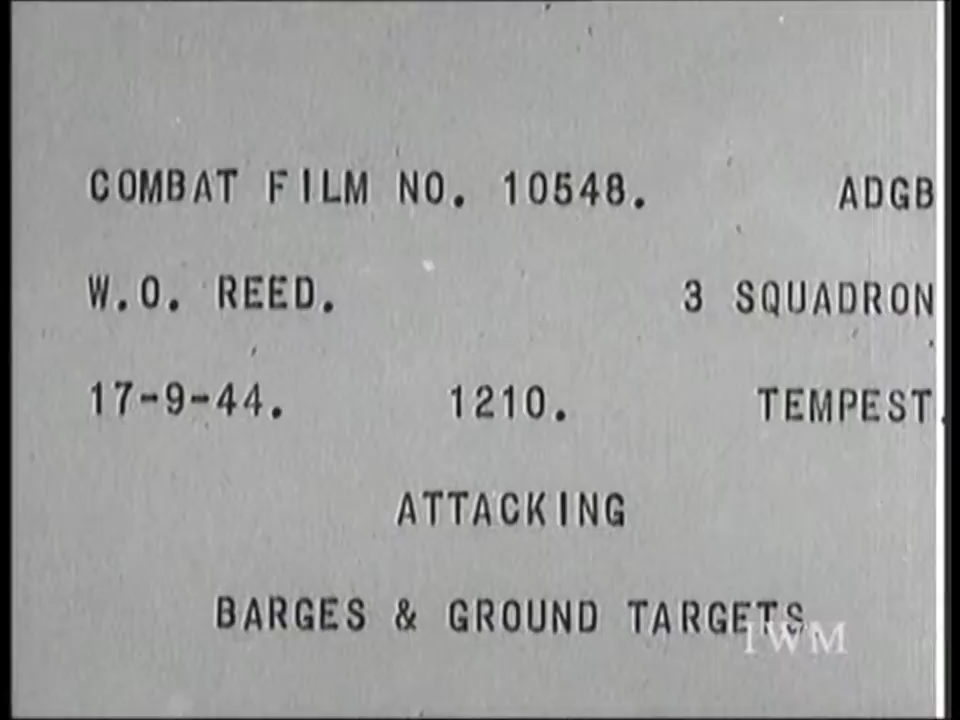 COMBAT FILM NO. 10548. ADGB
W.O. REED. 3 SQUADRON
17-9-44. 1210. TEMPEST.
ATTACKING
BARGES & GROUND TARGETS
IWM